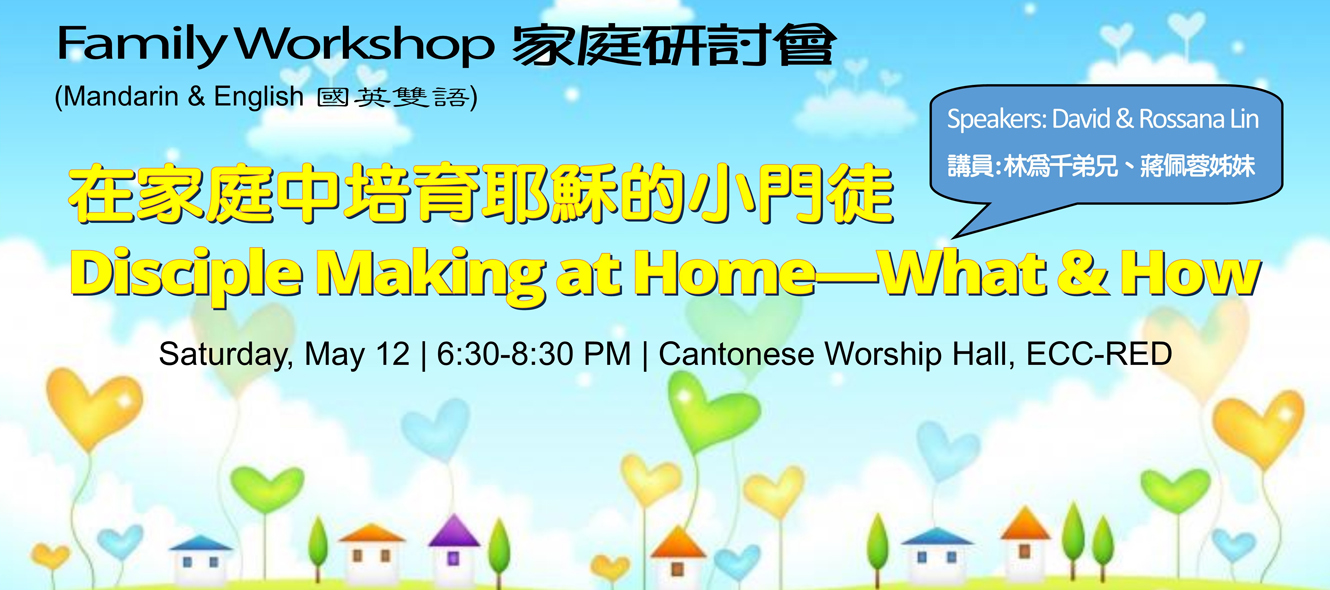 Family Workshop 家庭研討會
(Mandarin & English 國英雙語)
Speakers: David & Rossana Lin
講員:林爲千弟兄、蔣佩蓉姊妹
在家庭中培育耶穌的小門徒
Disciple Making at Home—What & How
Saturday, May 12 | 6:30-8:30 PM | Cantonese Worship Hall, ECC-RED